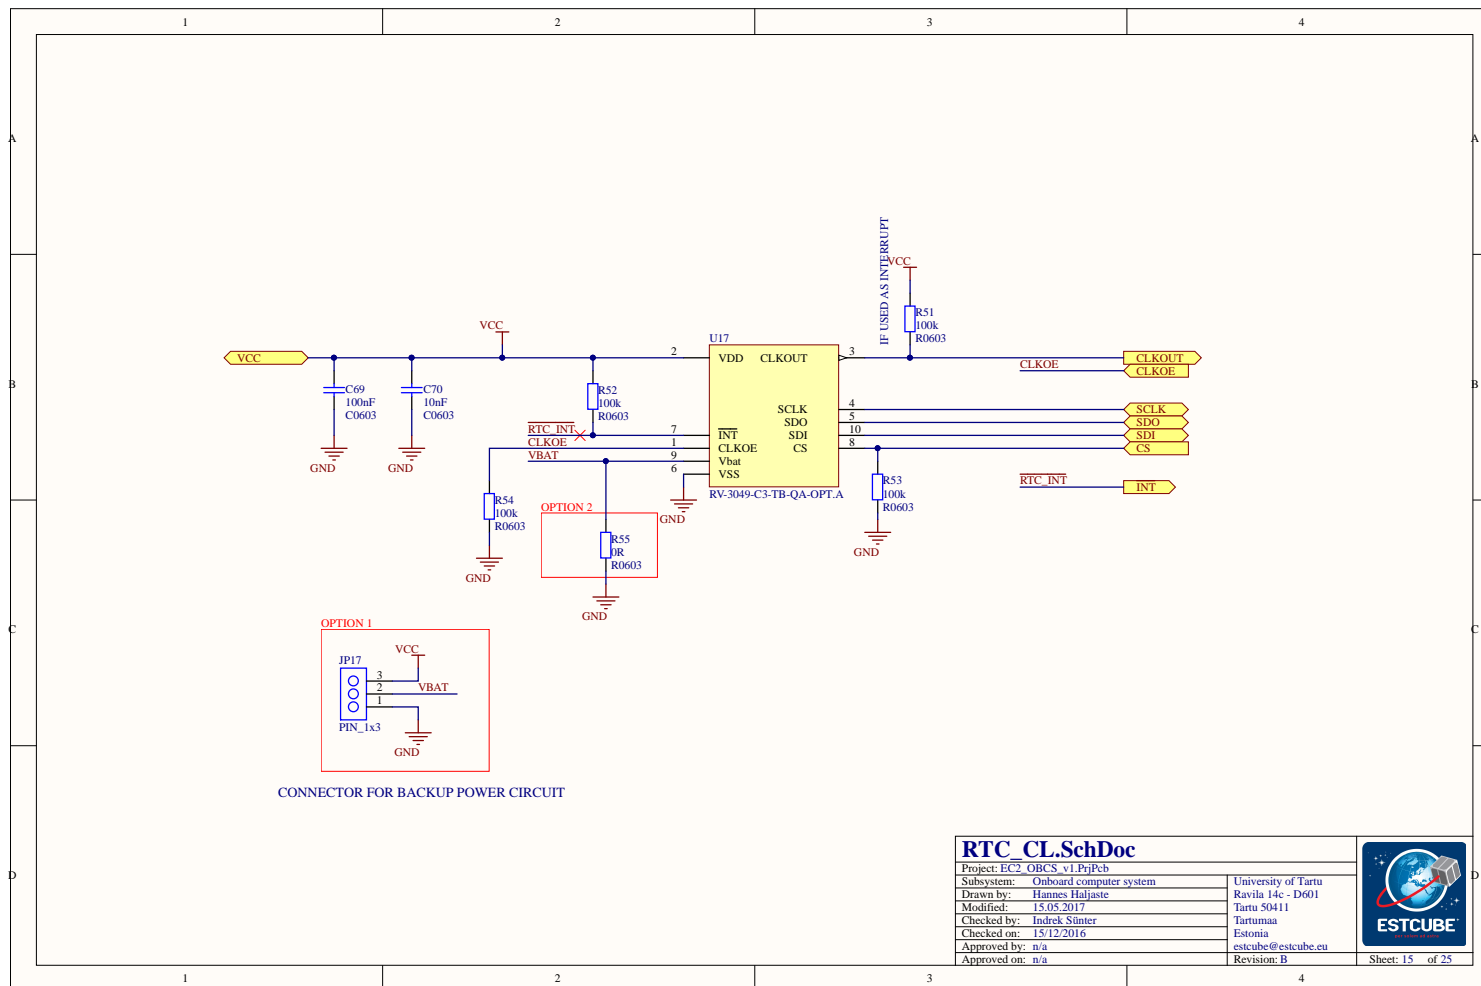 1
2
3
4
A
A
IF USED AS INTERRUPT
VCC
R51
100k
R0603
VCC
U17
VCC
2
VDD
CLKOUT
3
CLKOUT
CLKOE
CLKOE
B
B
C69
100nF
C0603
C70
10nF
C0603
R52
100k
R0603
SCLK
4
SCLK
SDO
5
SDO
RTC_INT
7
INT
SDI
10
SDI
CLKOE
1
CLKOE
CS
8
CS
VBAT
9
Vbat
6
VSS
GND
GND
RV-3049-C3-TB-QA-OPT.A
R53
100k
R0603
RTC_INT
INT
R54
100k
R0603
OPTION 2
GND
R55
0R
R0603
GND
GND
GND
OPTION 1
C
C
VCC
JP17
3
2
VBAT
1
PIN_1x3
GND
CONNECTOR FOR BACKUP POWER CIRCUIT
RTC_CL.SchDoc
Project: EC2_OBCS_v1.PrjPcb
Subsystem: Onboard computer system
Drawn by: Hannes Haljaste
Modified: 15.05.2017
Checked by: Indrek Sünter
Checked on: 15/12/2016
Approved by: n/a
Approved on: n/a
University of Tartu
Ravila 14c - D601
Tartu 50411
Tartumaa
Estonia
estcube@estcube.eu
Revision: B
ESTCUBE
Sheet: 15 of 25
D
D
1
2
3
4